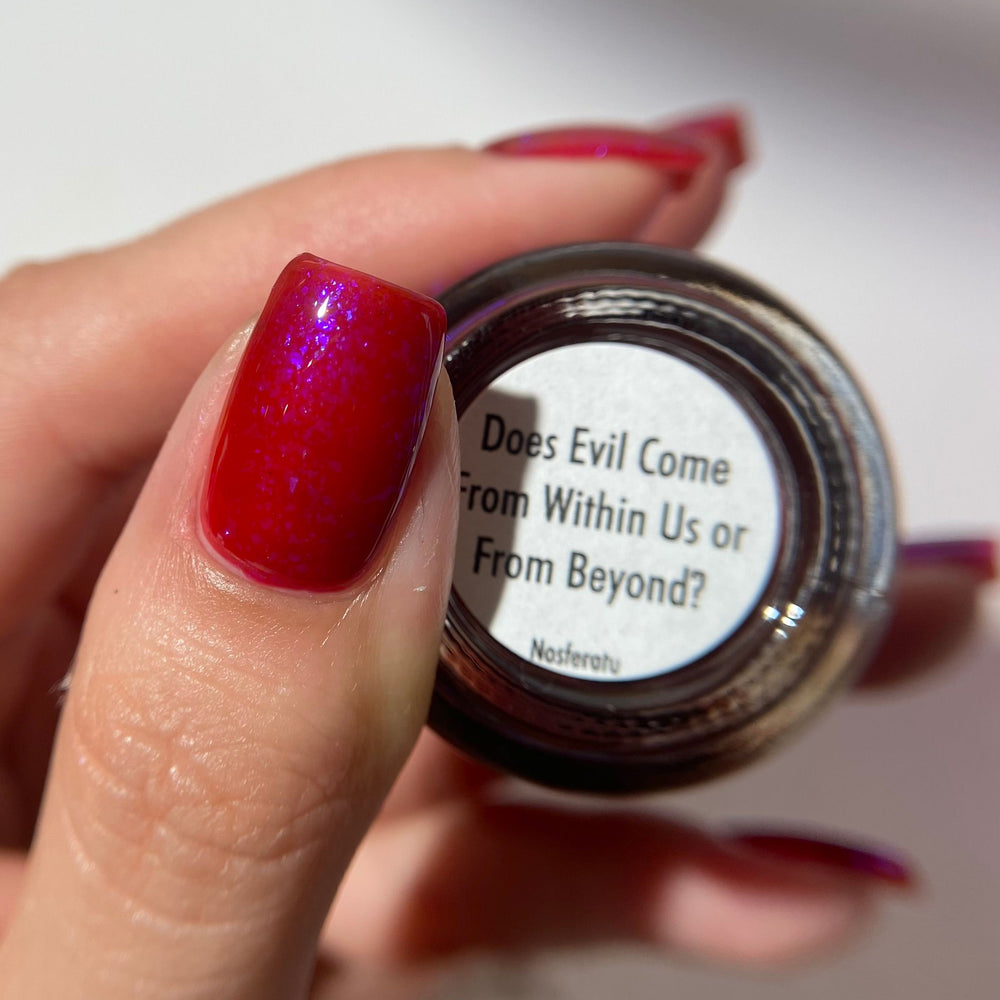 Does Evil Come
From Within Us or
From Beyond?
Nosferatu